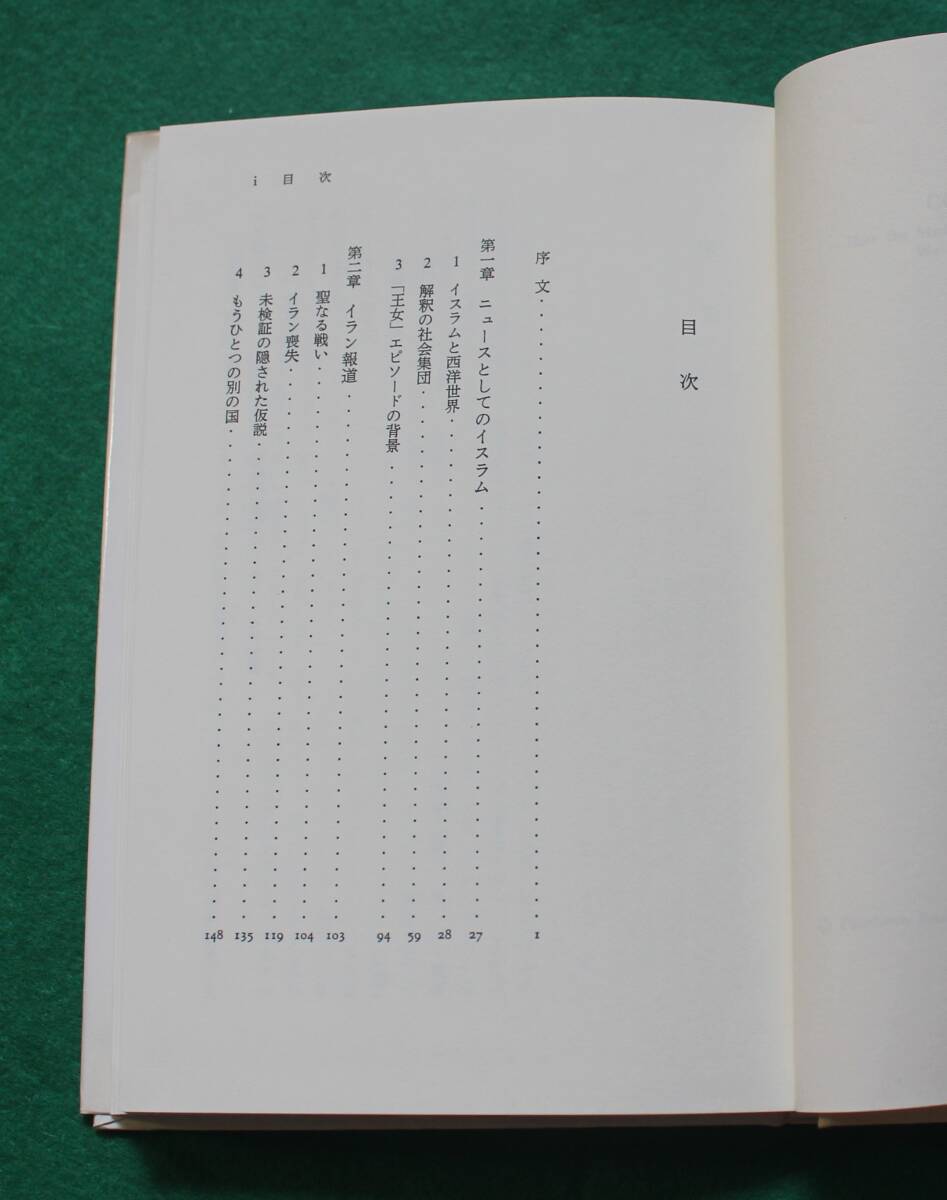 i 目次
目次
序文 1
第一章 ニュースとしてのイスラム 27
1 イスラムと西洋世界 28
2 解釈の社会集団 59
3 「王女」エピソードの背景 94
第二章 イラン報道 103
1 聖なる戦い 104
2 イラン喪失 119
3 未検証の隠された仮説 135
4 もうひとつの別の国 148